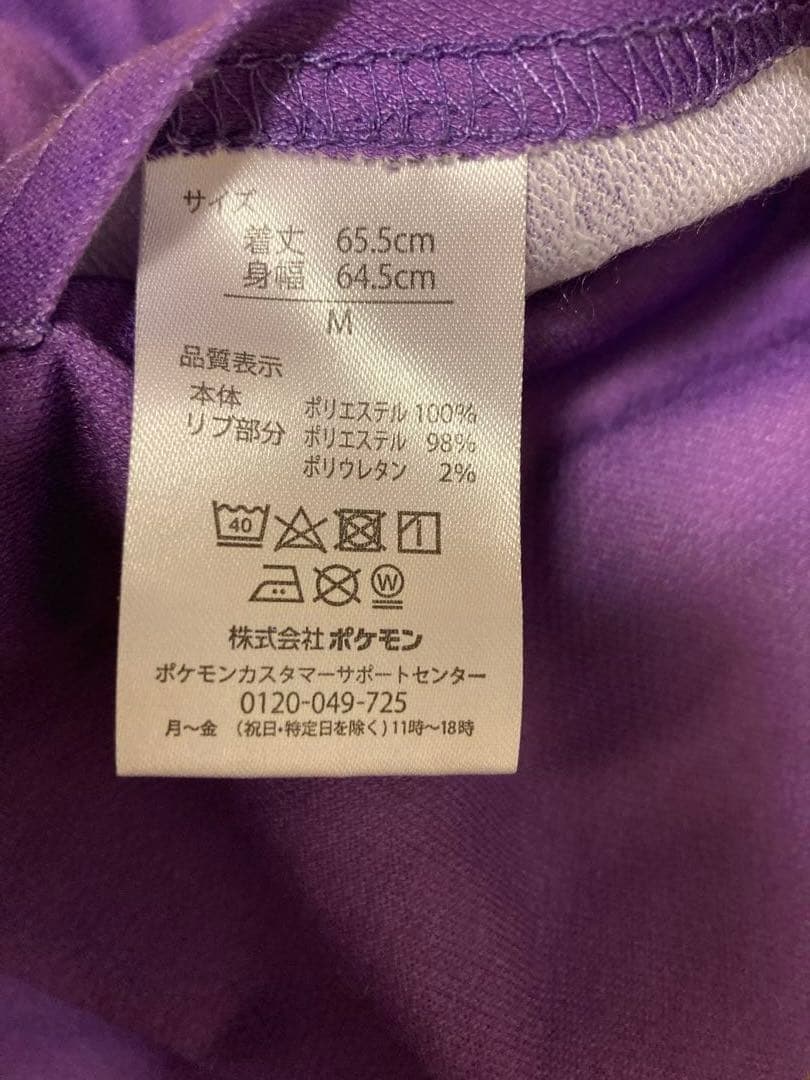 サイズ
着丈 65.5cm
身幅 64.5cm
M
品質表示
本体 ポリエステル 100%
リブ部分 ポリエステル 98%
ポリウレタン 2%
40
W
株式会社 ポケモン
ポケモンカスタマーサポートセンター
0120-049-725
月～金 (祝日・特定日を除く) 11時～18時